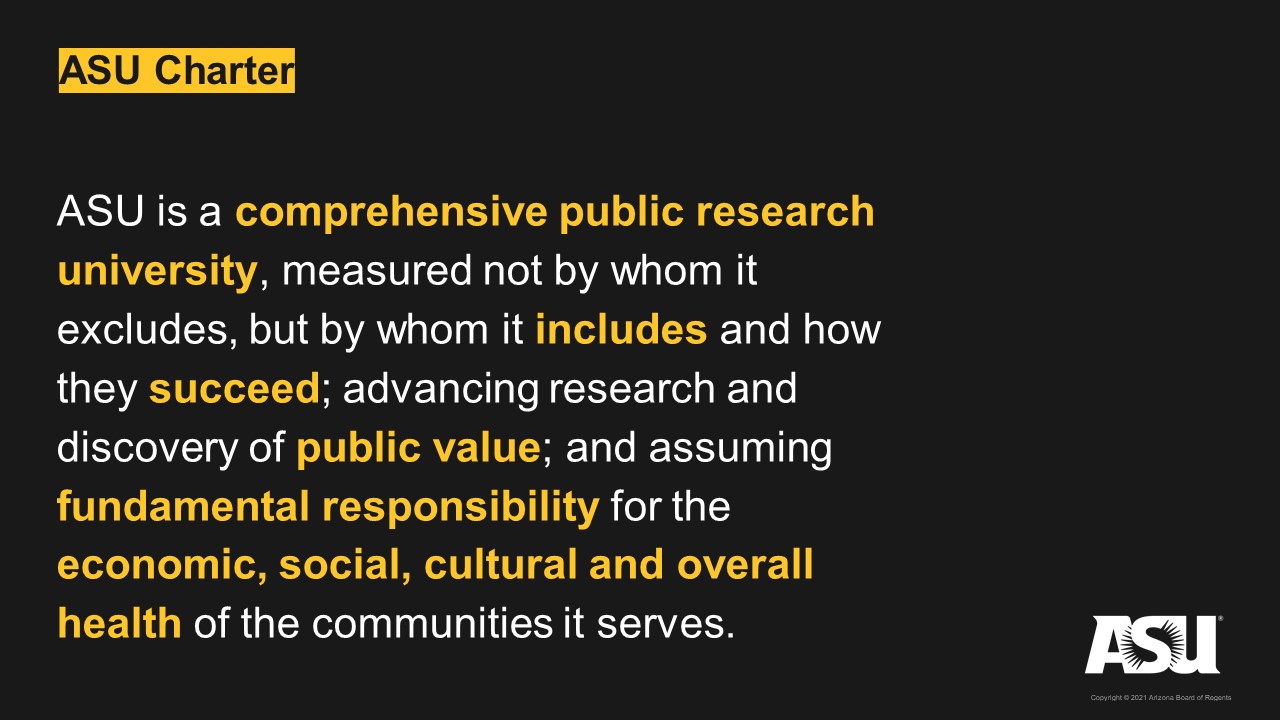 ASU Charter
ASU is a comprehensive public research
university, measured not by whom it
excludes, but by whom it includes and how
they succeed; advancing research and
discovery of public value; and assuming
fundamental responsibility for the
economic, social, cultural and overall
health of the communities it serves.
ASU®
Copyright © 2021 Arizona Board of Regents